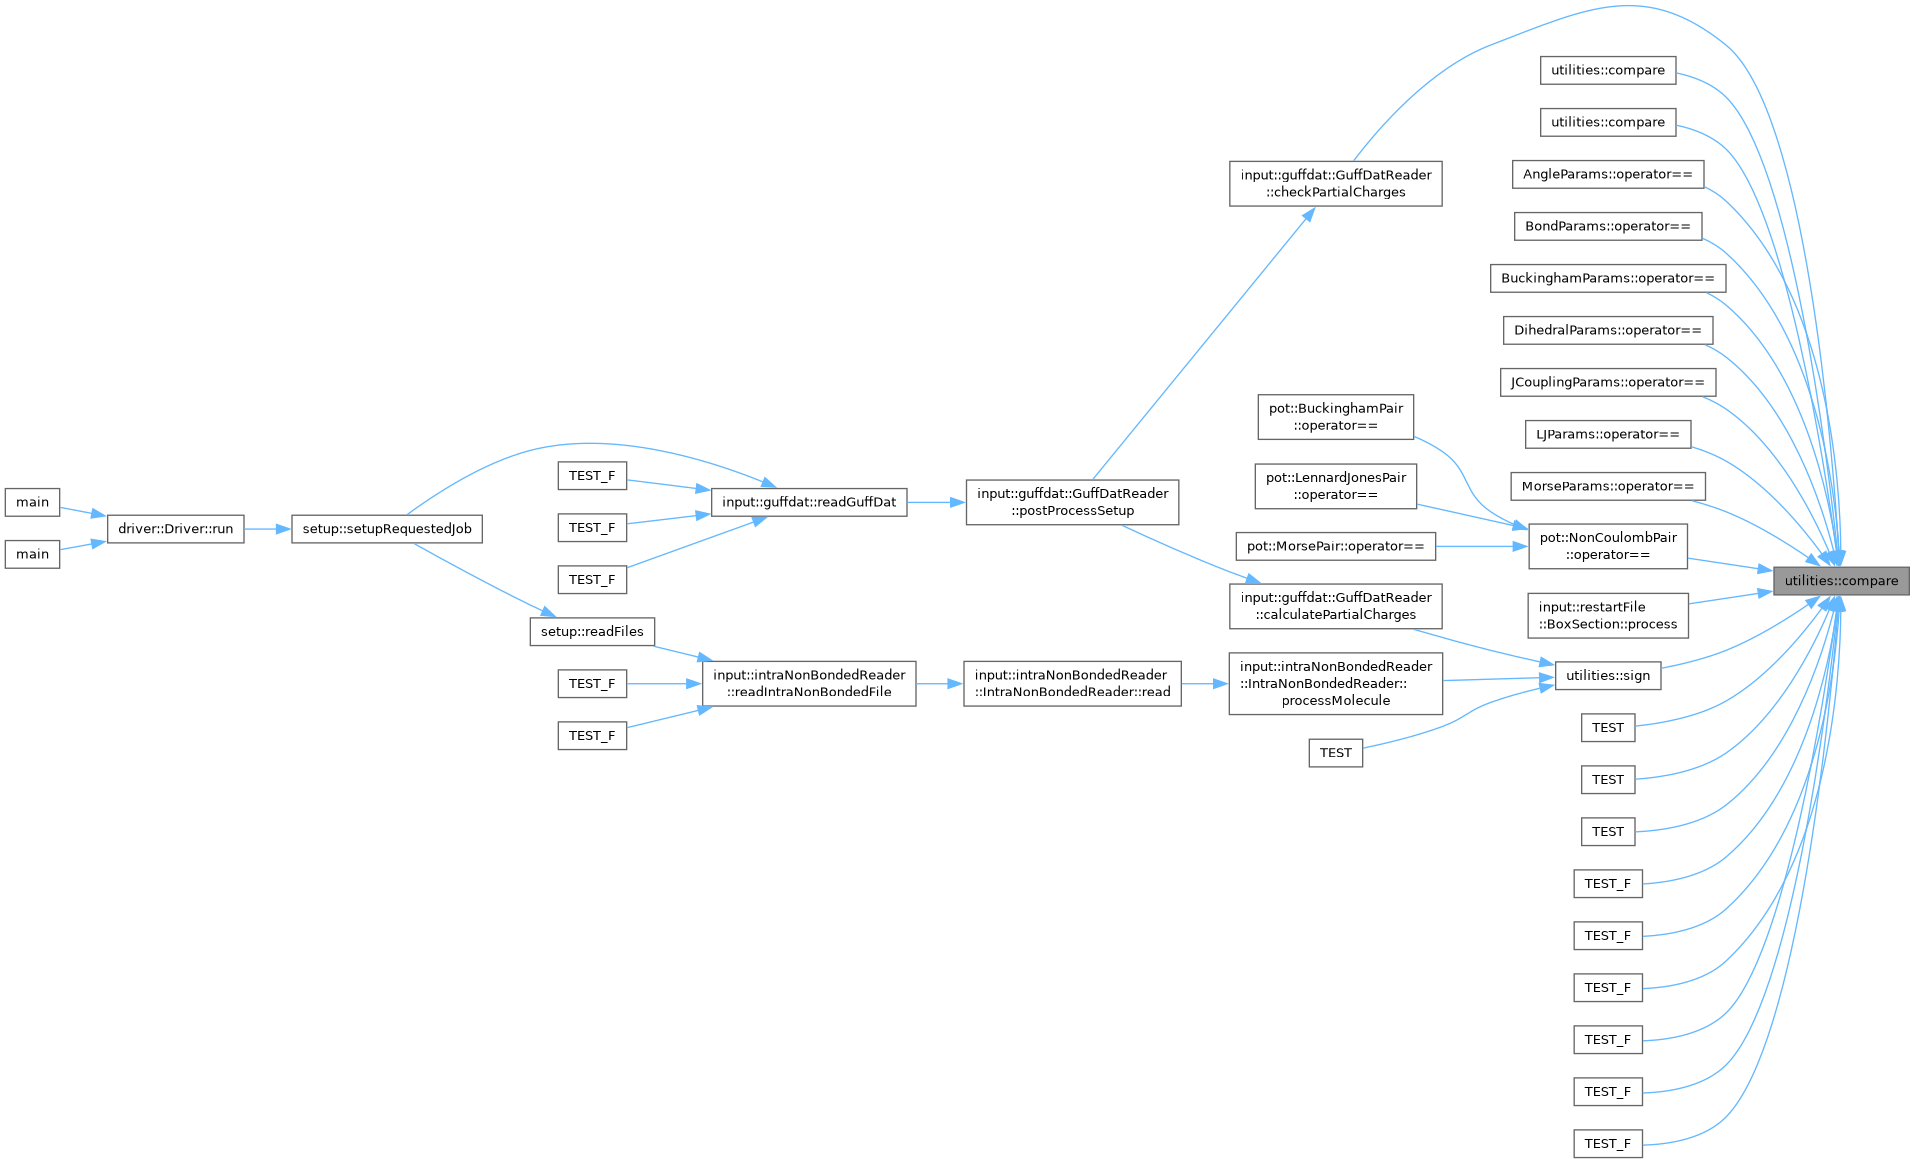 main
main
driver::Driver::run
setup::setupRequestedJob
TEST_F
TEST_F
TEST_F
setup::readFiles
TEST_F
TEST_F
input::guffdat::readGuffDat
input::intraNonBondedReader
::readIntraNonBondedFile
input::guffdat::GuffDatReader
::postProcessSetup
input::intraNonBondedReader
::IntraNonBondedReader::read
input::guffdat::GuffDatReader
::checkPartialCharges
pot::BuckinghamPair
::operator==
pot::LennardJonesPair
::operator==
pot::MorsePair::operator==
input::guffdat::GuffDatReader
::calculatePartialCharges
input::intraNonBondedReader
::IntraNonBondedReader::
processMolecule
TEST
utilities::compare
utilities::compare
AngleParams::operator==
BondParams::operator==
BuckinghamParams::operator==
DihedralParams::operator==
JCouplingParams::operator==
LJParams::operator==
MorseParams::operator==
pot::NonCoulombPair
::operator==
input::restartFile
::BoxSection::process
utilities::sign
TEST
TEST
TEST
TEST_F
TEST_F
TEST_F
TEST_F
TEST_F
TEST_F
utilities::compare